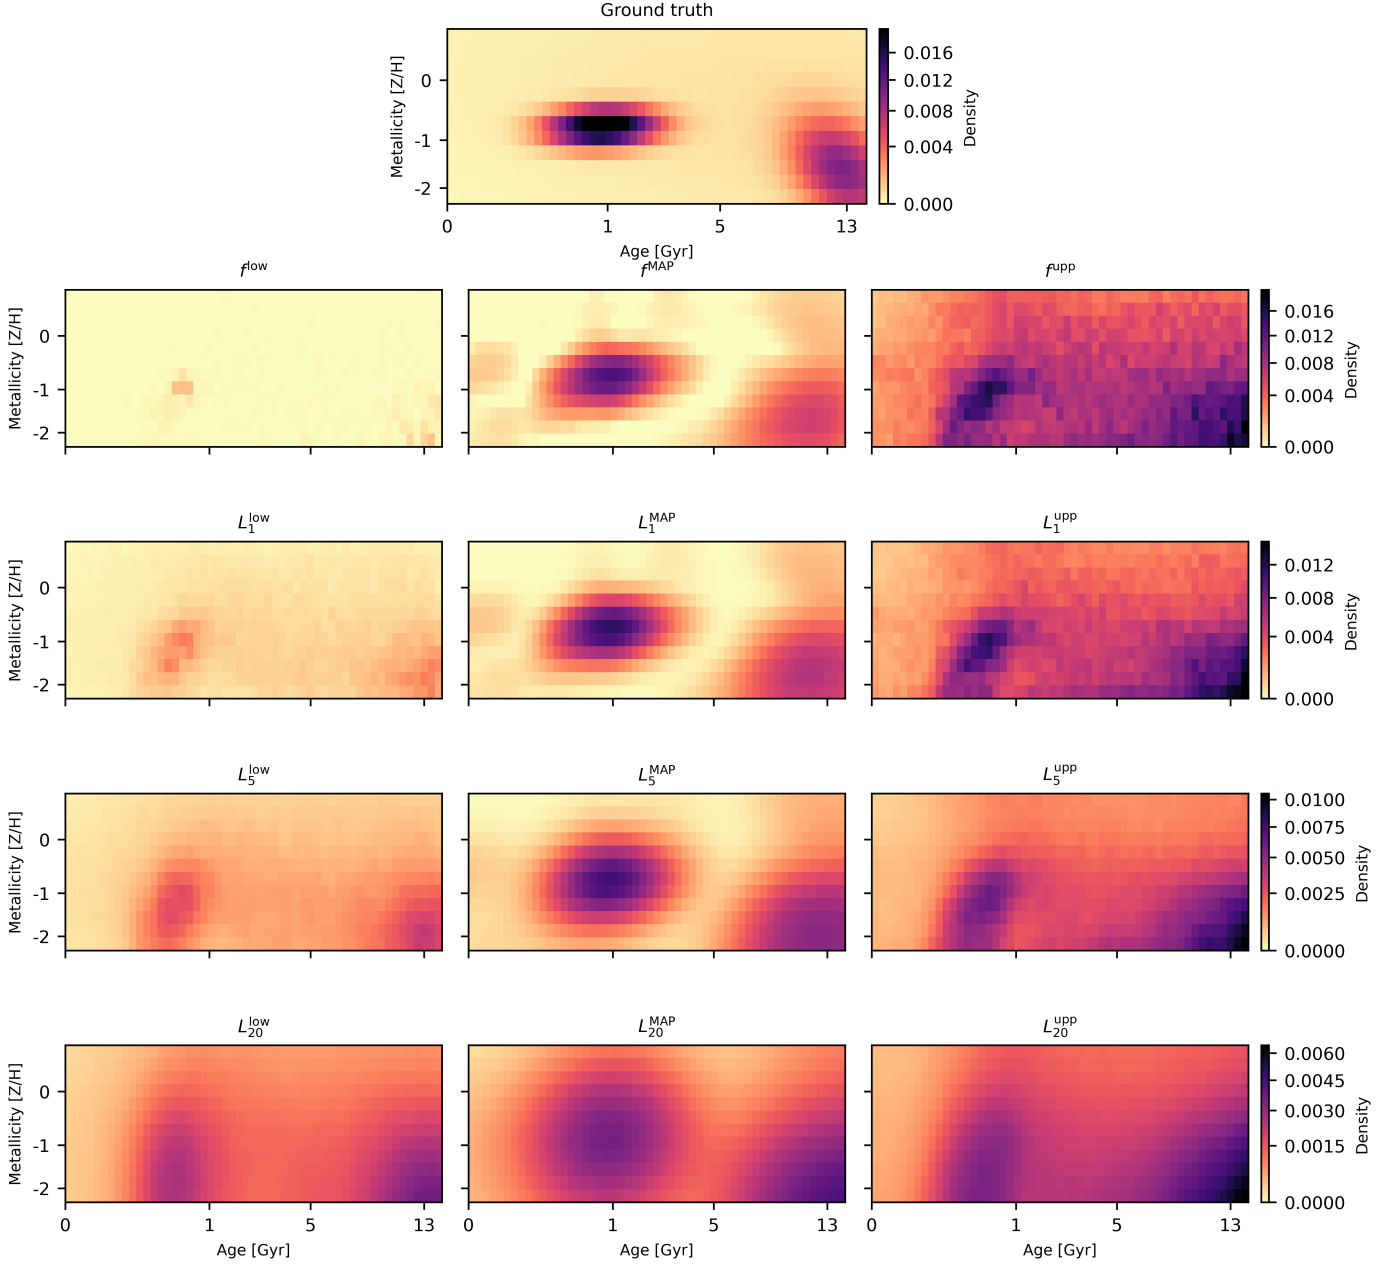 Ground truth
Metallicity [Z/H]
0
-1
-2
0 1 5 13
Age [Gyr]
0.016
0.012
0.008
0.004
0.000
Density
f^low f^MAP f^upp
Metallicity [Z/H]
0
-1
-2
0.016
0.012
0.008
0.004
0.000
Density
L_1^low L_1^MAP L_1^upp
Metallicity [Z/H]
0
-1
-2
0.012
0.008
0.004
0.000
Density
L_5^low L_5^MAP L_5^upp
Metallicity [Z/H]
0
-1
-2
0.0100
0.0075
0.0050
0.0025
0.0000
Density
L_20^low L_20^MAP L_20^upp
Metallicity [Z/H]
0
-1
-2
0.0060
0.0045
0.0030
0.0015
0.0000
Density
0 1 5 13 0 1 5 13 0 1 5 13
Age [Gyr] Age [Gyr] Age [Gyr]